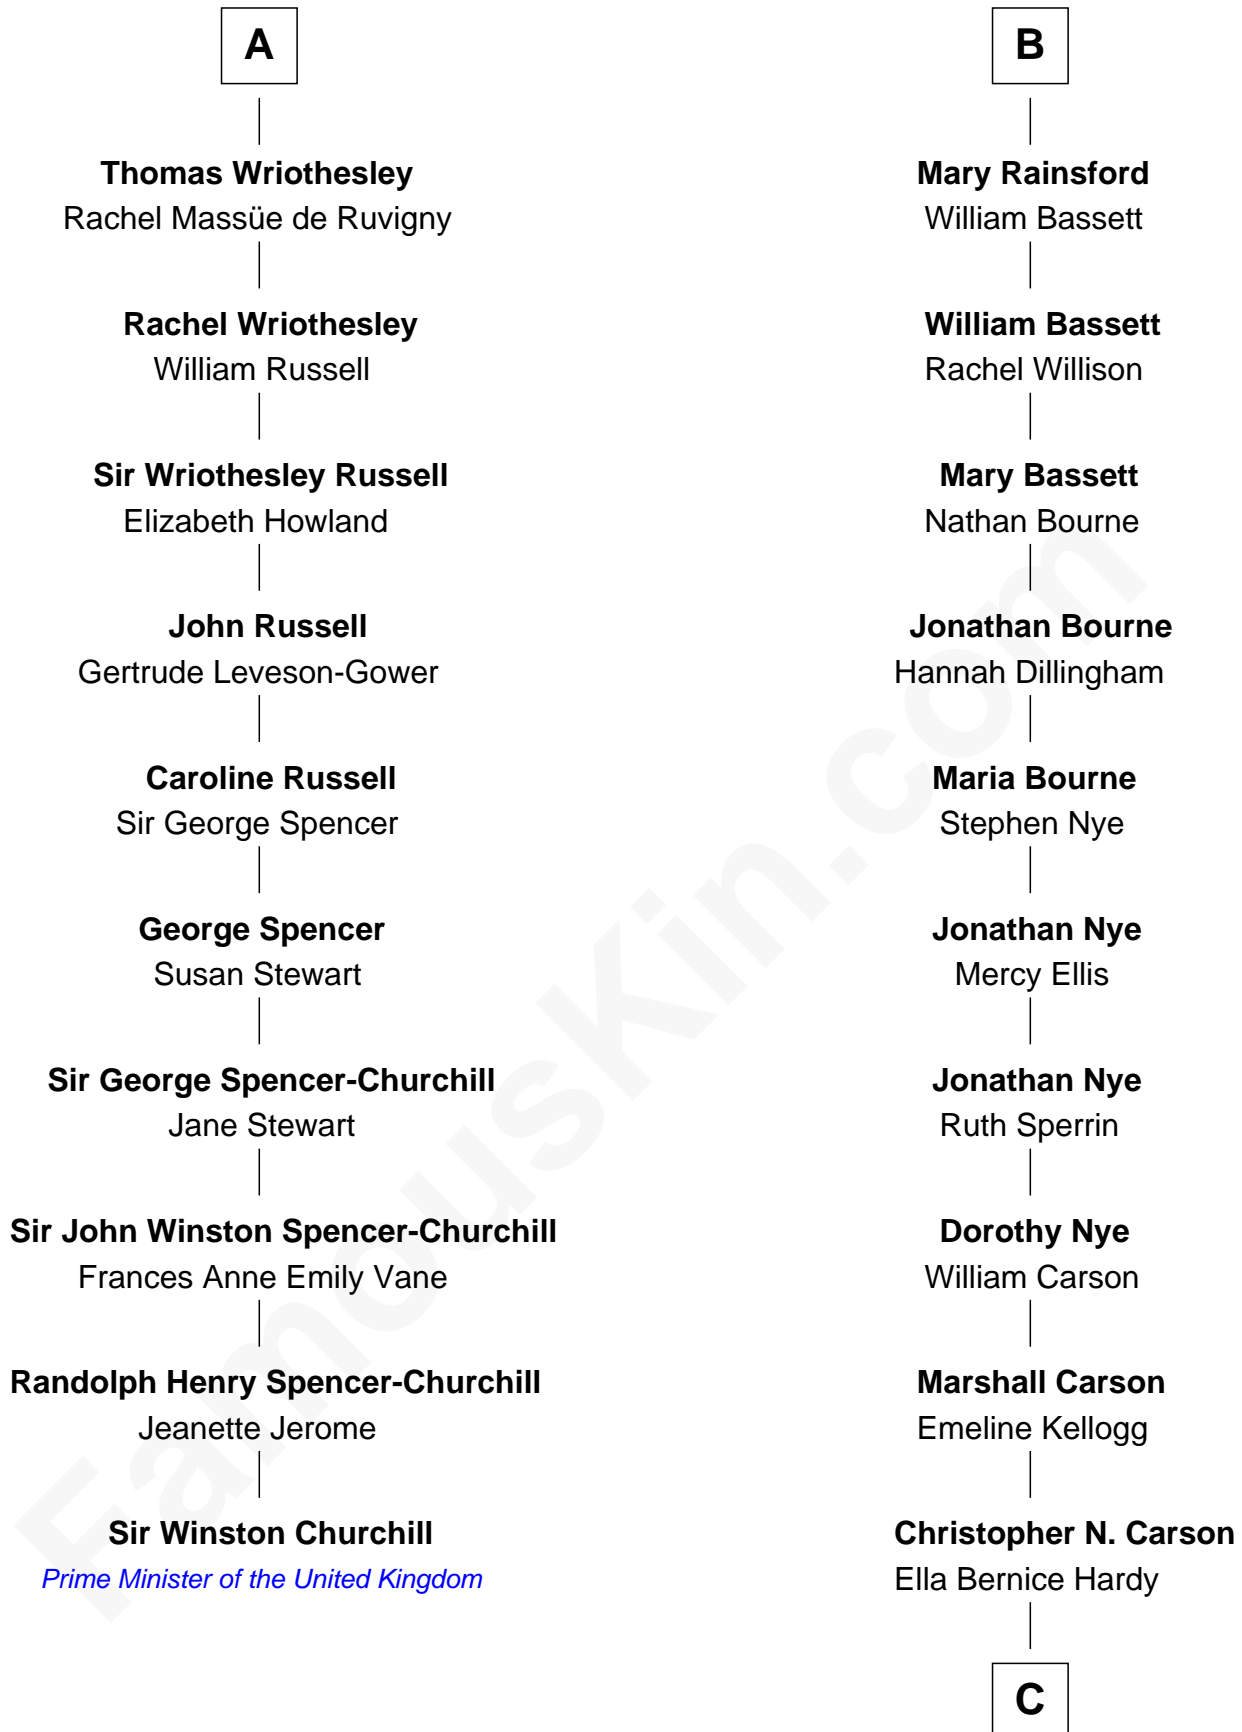 A
Thomas Wriothesley
Rachel Massüe de Ruvigny
Rachel Wriothesley
William Russell
Sir Wriothesley Russell
Elizabeth Howland
John Russell
Gertrude Leveson-Gower
Caroline Russell
Sir George Spencer
George Spencer
Susan Stewart
Sir George Spencer-Churchill
Jane Stewart
Sir John Winston Spencer-Churchill
Frances Anne Emily Vane
Randolph Henry Spencer-Churchill
Jeanette Jerome
Sir Winston Churchill
Prime Minister of the United Kingdom
B
Mary Rainsford
William Bassett
William Bassett
Rachel Willison
Mary Bassett
Nathan Bourne
Jonathan Bourne
Hannah Dillingham
Maria Bourne
Stephen Nye
Jonathan Nye
Mercy Ellis
Jonathan Nye
Ruth Sperrin
Dorothy Nye
William Carson
Marshall Carson
Emeline Kellogg
Christopher N. Carson
Ella Bernice Hardy
C
FamousKin.com